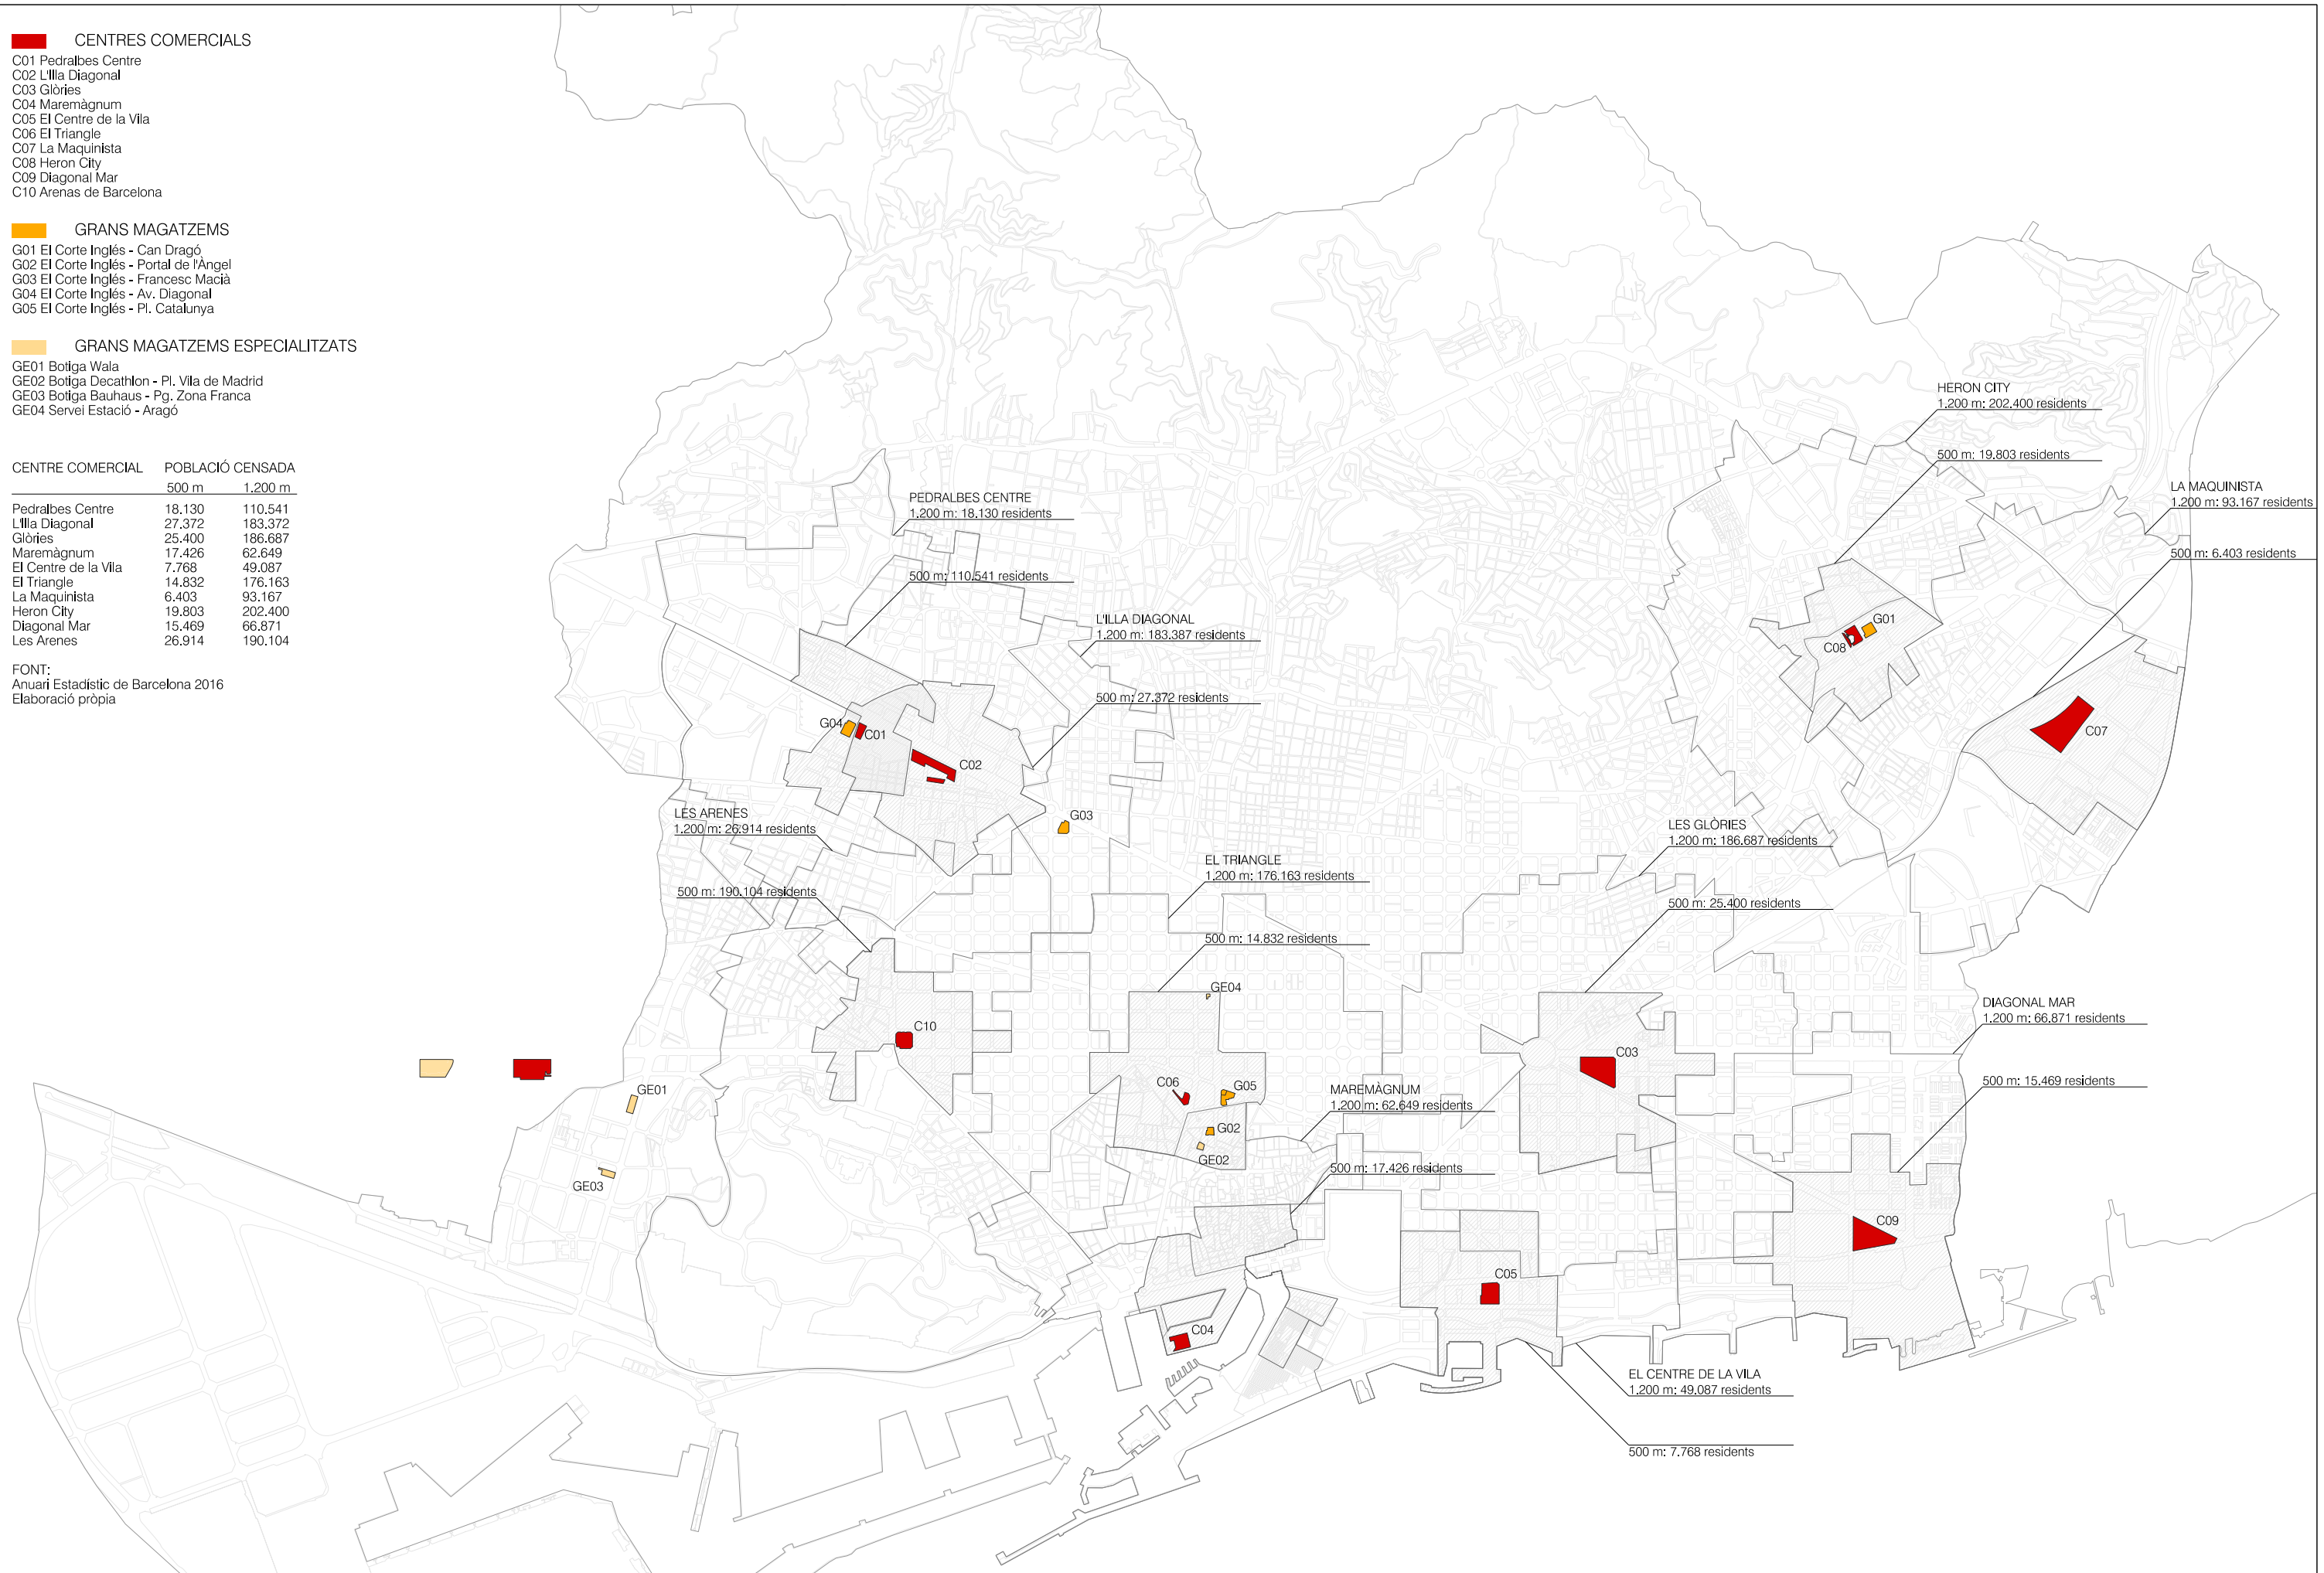 CENTRES COMERCIALS
C01 Pedralbes Centre
C02 L'Illa Diagonal
C03 Glòries
C04 Maremàgnum
C05 El Centre de la Vila
C06 El Triangle
C07 La Maquinista
C08 Heron City
C09 Diagonal Mar
C10 Arenas de Barcelona
GRANS MAGATZEMS
G01 El Corte Inglés - Can Dragó
G02 El Corte Inglés - Portal de l'Àngel
G03 El Corte Inglés - Francesc Macià
G04 El Corte Inglés - Av. Diagonal
G05 El Corte Inglés - Pl. Catalunya
GRANS MAGATZEMS ESPECIALITZATS
GE01 Botiga Wala
GE02 Botiga Decathlon - Pl. Vila de Madrid
GE03 Botiga Bauhaus - Pg. Zona Franca
GE04 Servei Estació - Aragó
CENTRE COMERCIAL POBLACIÓ CENSADA
500 m 1.200 m
Pedralbes Centre 18.130 110.541
L'Illa Diagonal 27.372 183.372
Glòries 25.400 186.687
Maremàgnum 17.426 62.649
El Centre de la Vila 7.768 49.087
El Triangle 14.832 176.163
La Maquinista 6.403 93.167
Heron City 19.803 202.400
Diagonal Mar 15.469 66.871
Les Arenes 26.914 190.104
FONT:
Anuari Estadístic de Barcelona 2016
Elaboració pròpia
HERON CITY
1.200 m: 202.400 residents
500 m: 19.803 residents
LA MAQUINISTA
1.200 m: 93.167 residents
500 m: 6.403 residents
PEDRALBES CENTRE
1.200 m: 18.130 residents
500 m: 110.541 residents
L'ILLA DIAGONAL
1.200 m: 183.387 residents
500 m: 27.372 residents
G01
C08
C07
G04
C01
C02
G03
LES ARENES
1.200 m: 26.914 residents
500 m: 190.104 residents
EL TRIANGLE
1.200 m: 176.163 residents
500 m: 14.832 residents
LES GLÒRIES
1.200 m: 186.687 residents
500 m: 25.400 residents
GE04
C10
DIAGONAL MAR
1.200 m: 66.871 residents
500 m: 15.469 residents
C03
C06
G05
GE01
MAREMÀGNUM
1.200 m: 62.649 residents
500 m: 17.426 residents
G02
GE02
GE03
C09
C05
C04
EL CENTRE DE LA VILA
1.200 m: 49.087 residents
500 m: 7.768 residents